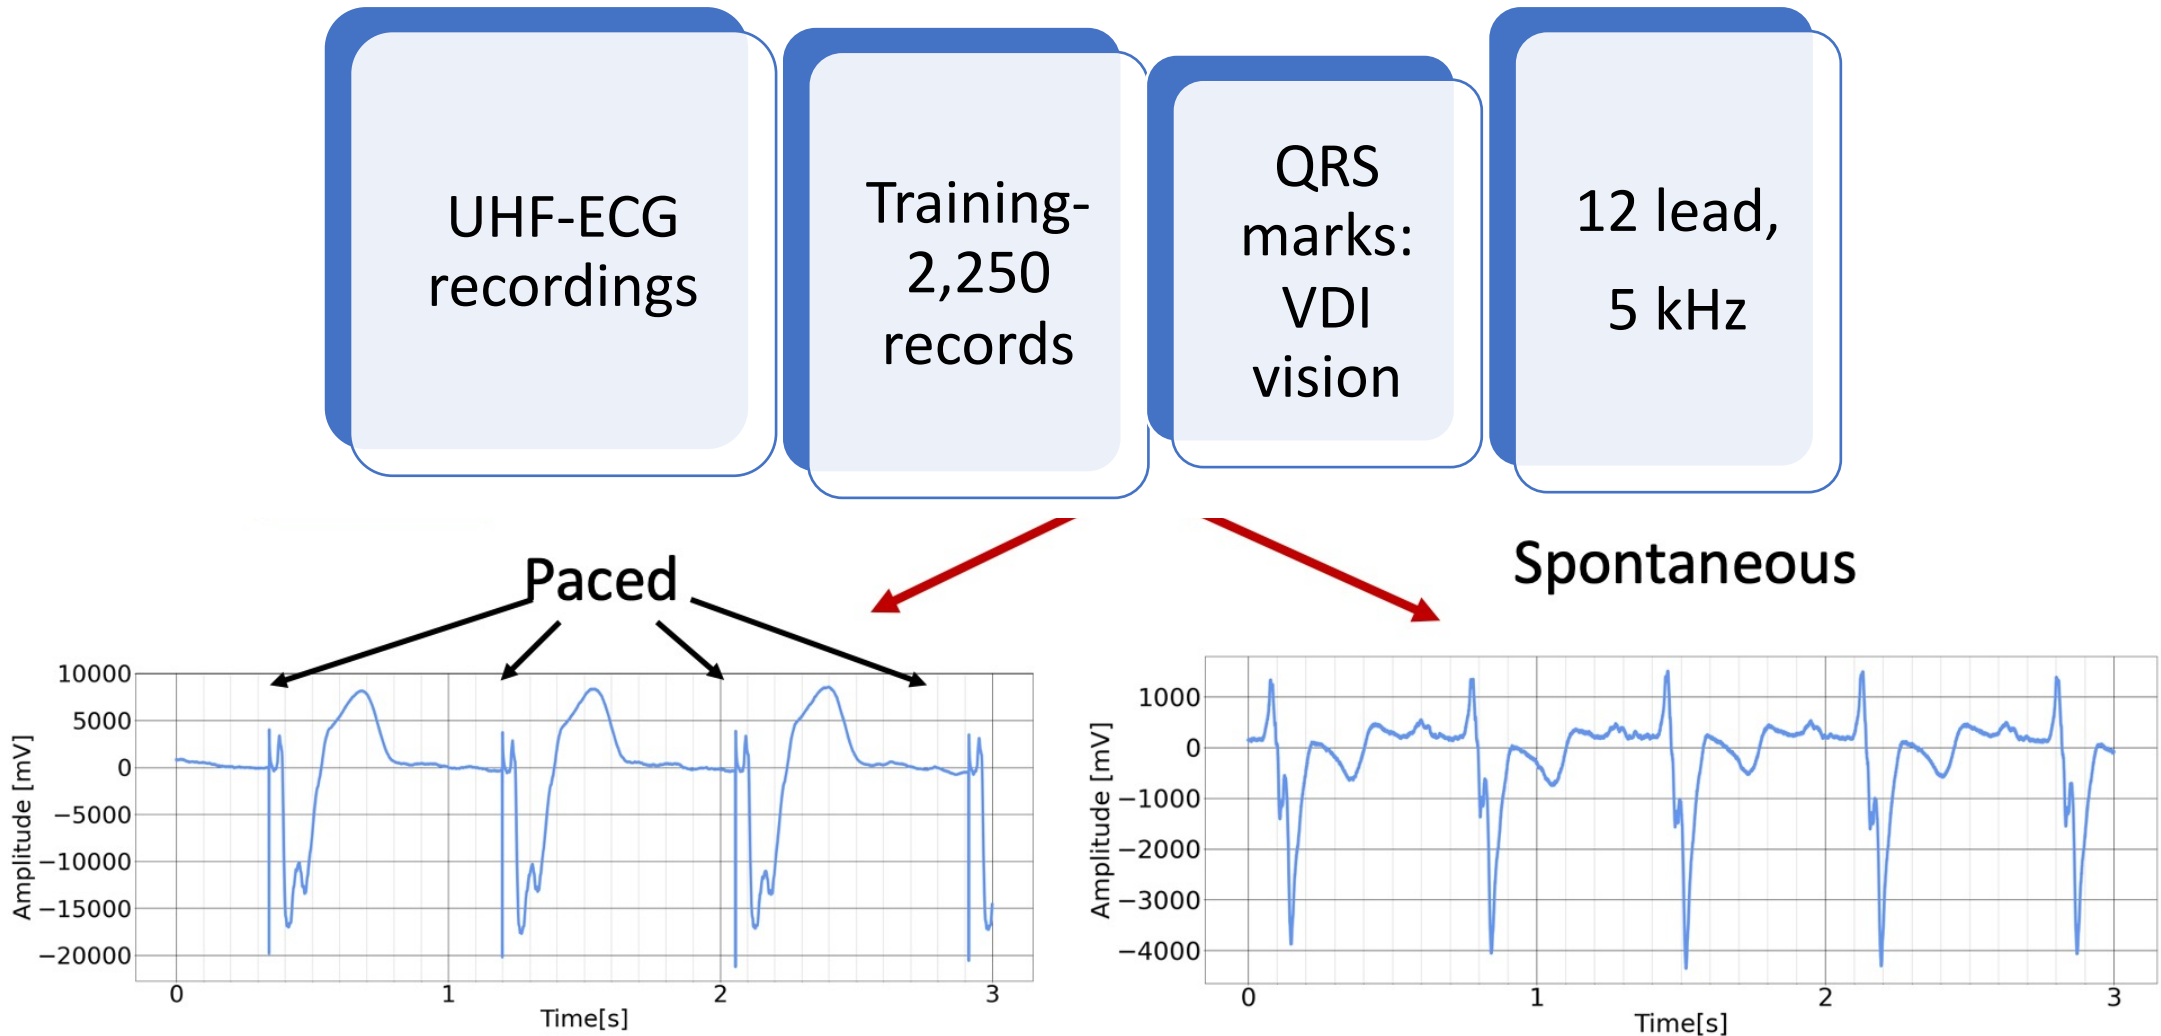 UHF-ECG
recordings
Training-
2,250
records
QRS
marks:
VDI
vision
12 lead,
5 kHz
Paced
Spontaneous
10000
5000
0
−5000
−10000
−15000
−20000
Amplitude [mV]
0 1 2 3
Time[s]
1000
0
−1000
−2000
−3000
−4000
Amplitude [mV]
0 1 2 3
Time[s]